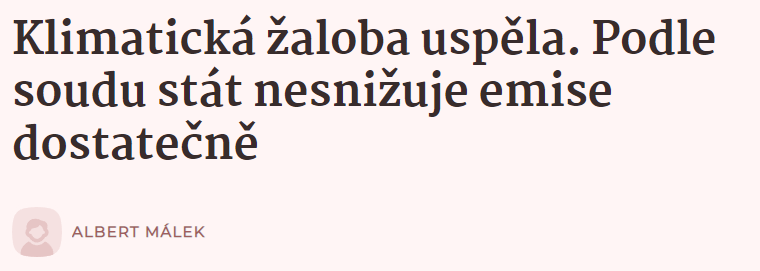 Klimatická žaloba uspěla. Podle
soudu stát nesnižuje emise
dostatečně
ALBERT MÁLEK